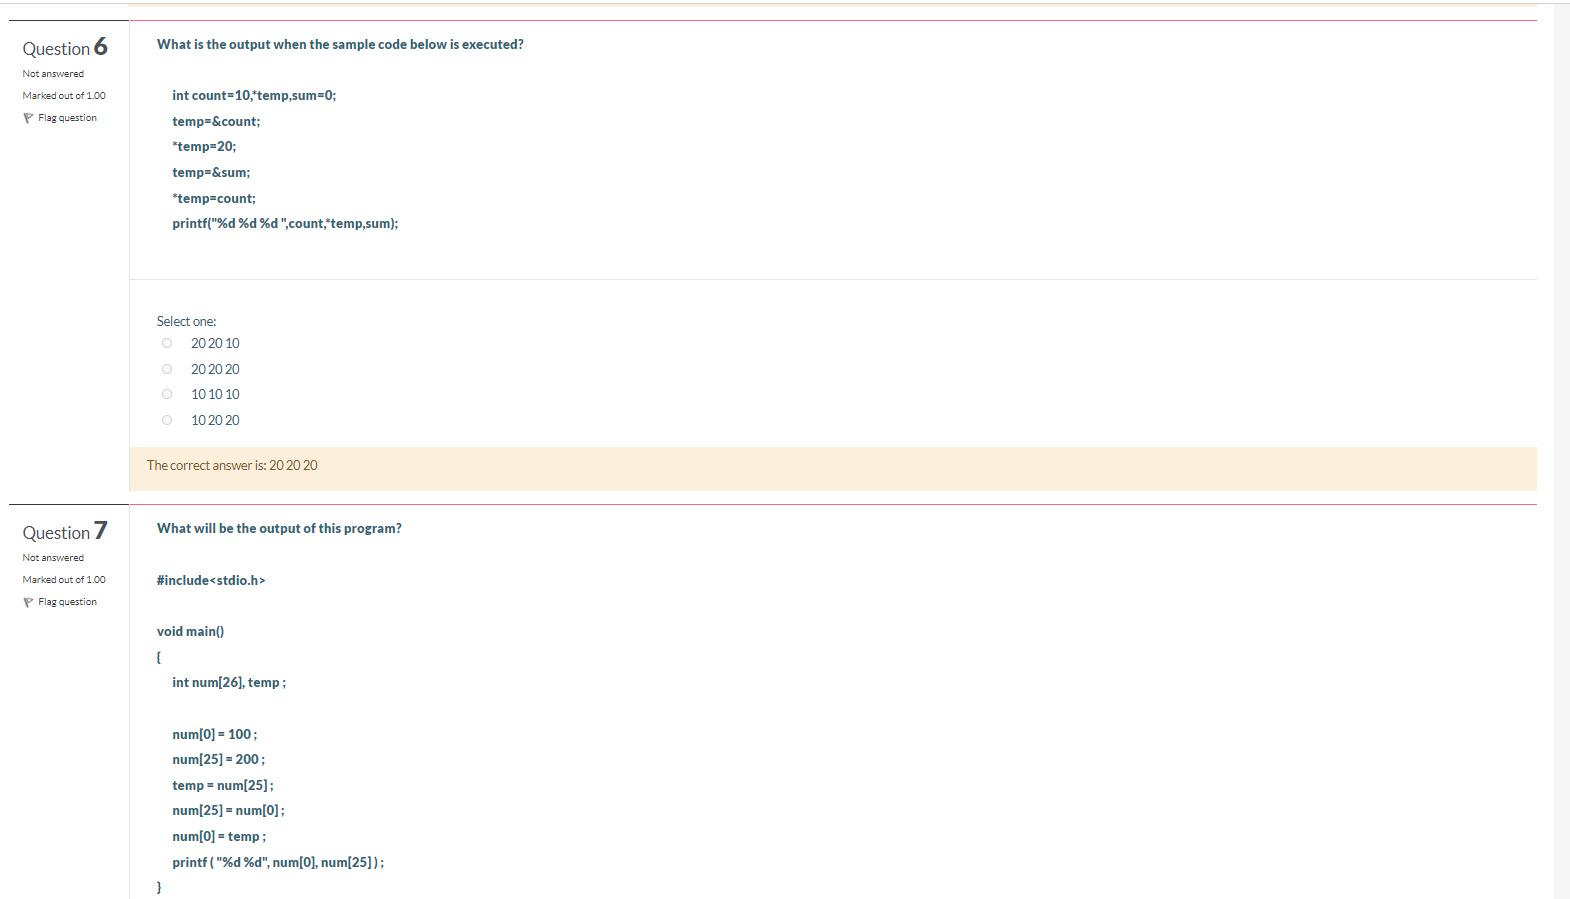 Question 6
Not answered
Marked out of 1.00
Flag question
What is the output when the sample code below is executed?
int count=10,*temp,sum=0;
temp=&count;
*temp=20;
temp=&sum;
*temp=count;
printf("%d %d %d ",count,*temp,sum);
Select one:
20 20 10
20 20 20
10 10 10
10 20 20
The correct answer is: 20 20 20
Question 7
Not answered
Marked out of 1.00
Flag question
What will be the output of this program?
#include<stdio.h>
void main()
{
int num[26], temp ;
num[0] = 100 ;
num[25] = 200 ;
temp = num[25] ;
num[25] = num[0] ;
num[0] = temp ;
printf ( "%d %d", num[0], num[25] ) ;
}